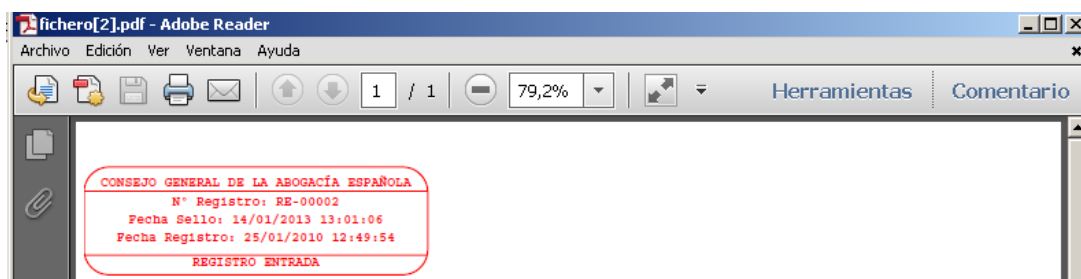 fichero[2].pdf - Adobe Reader
Archivo Edición Ver Ventana Ayuda
1 / 1 79,2% Herramientas Comentario
CONSEJO GENERAL DE LA ABOGACÍA ESPAÑOLA
Nº Registro: RE-00002
Fecha Sello: 14/01/2013 13:01:06
Fecha Registro: 25/01/2010 12:49:54
REGISTRO ENTRADA